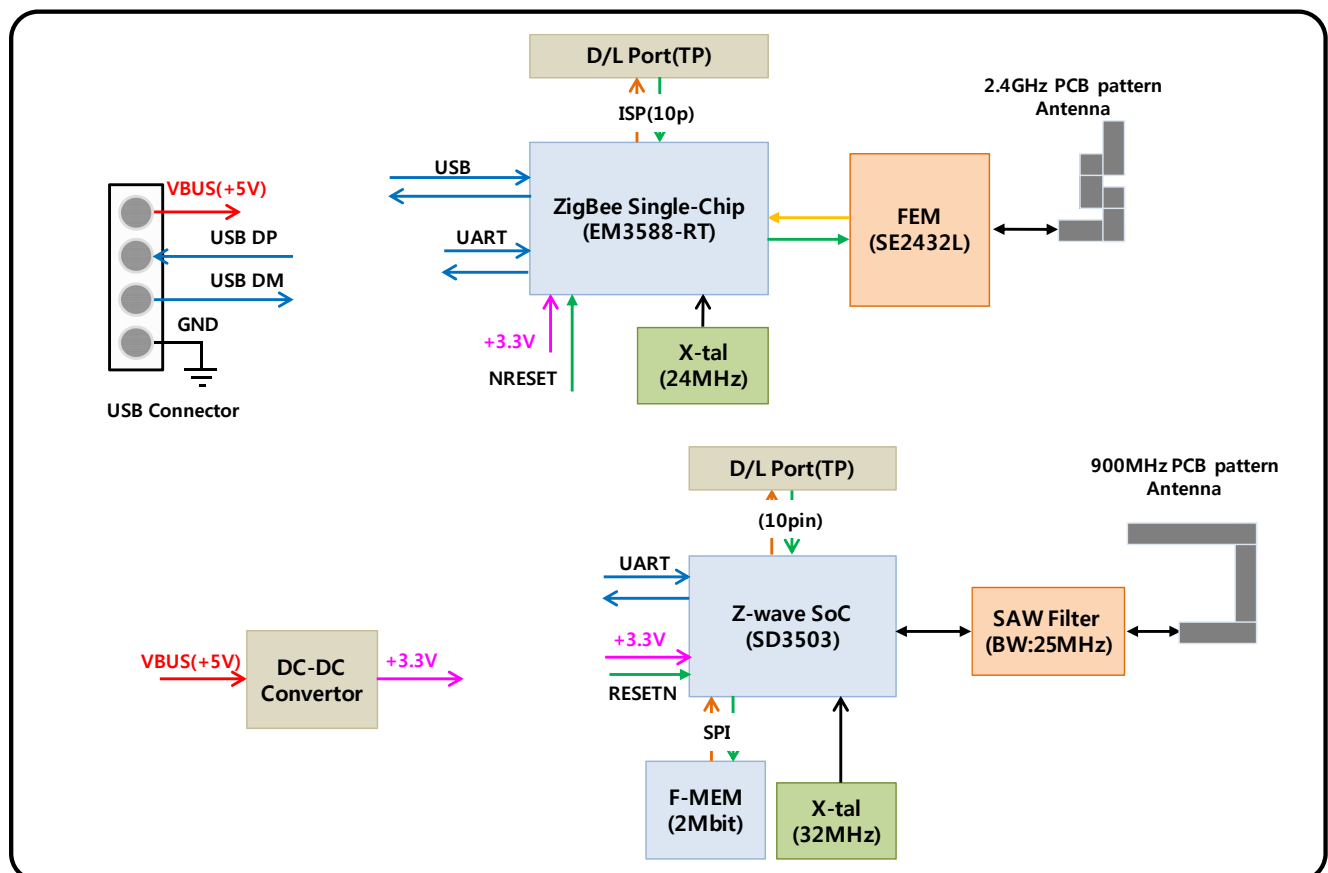 D/L Port(TP)
ISP(10p)
2.4GHz PCB pattern
Antenna
USB
ZigBee Single-Chip
(EM3588-RT)
UART
+3.3V
NRESET
X-tal
(24MHz)
FEM
(SE2432L)
VBUS(+5V)
USB DP
USB DM
GND
USB Connector
D/L Port(TP)
(10pin)
900MHz PCB pattern
Antenna
UART
Z-wave SoC
(SD3503)
+3.3V
RESETN
SAW Filter
(BW:25MHz)
VBUS(+5V)
DC-DC
Convertor
+3.3V
SPI
F-MEM
(2Mbit)
X-tal
(32MHz)